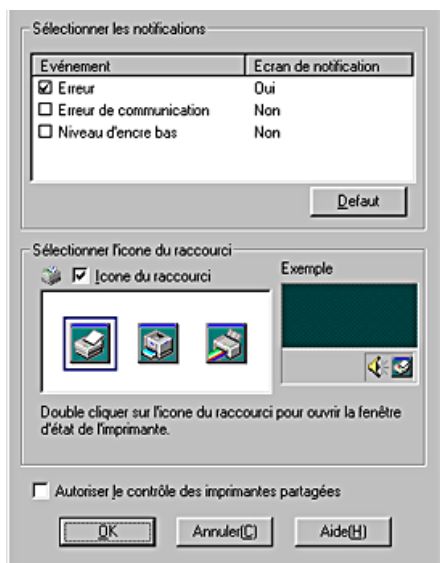 Sélectionner les notifications
Evénement Ecran de notification
Erreur Oui
Erreur de communication Non
Niveau d'encre bas Non
Defaut
Sélectionner l'icone du raccourci
Icone du raccourci
Exemple
Double cliquer sur l'icone du raccourci pour ouvrir la fenêtre
d'état de l'imprimante.
Autoriser le contrôle des imprimantes partagées
OK Annuler(C) Aide(H)